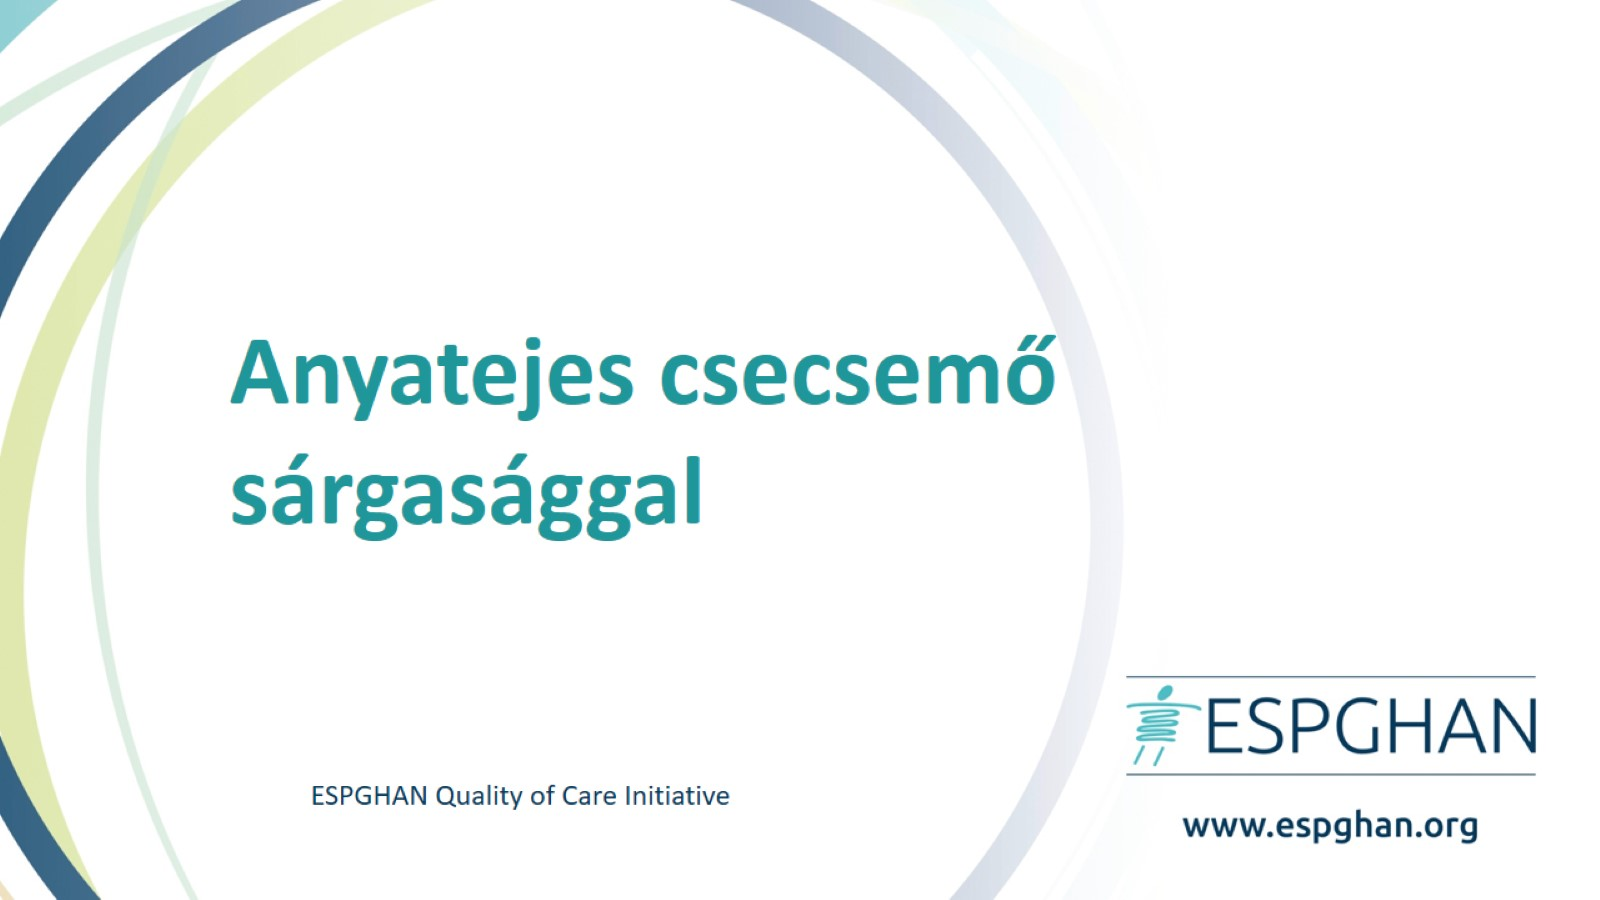 Anyatejes csecsemő
sárgasággal
ESPGHAN Quality of Care Initiative
ESPGHAN
www.espghan.org